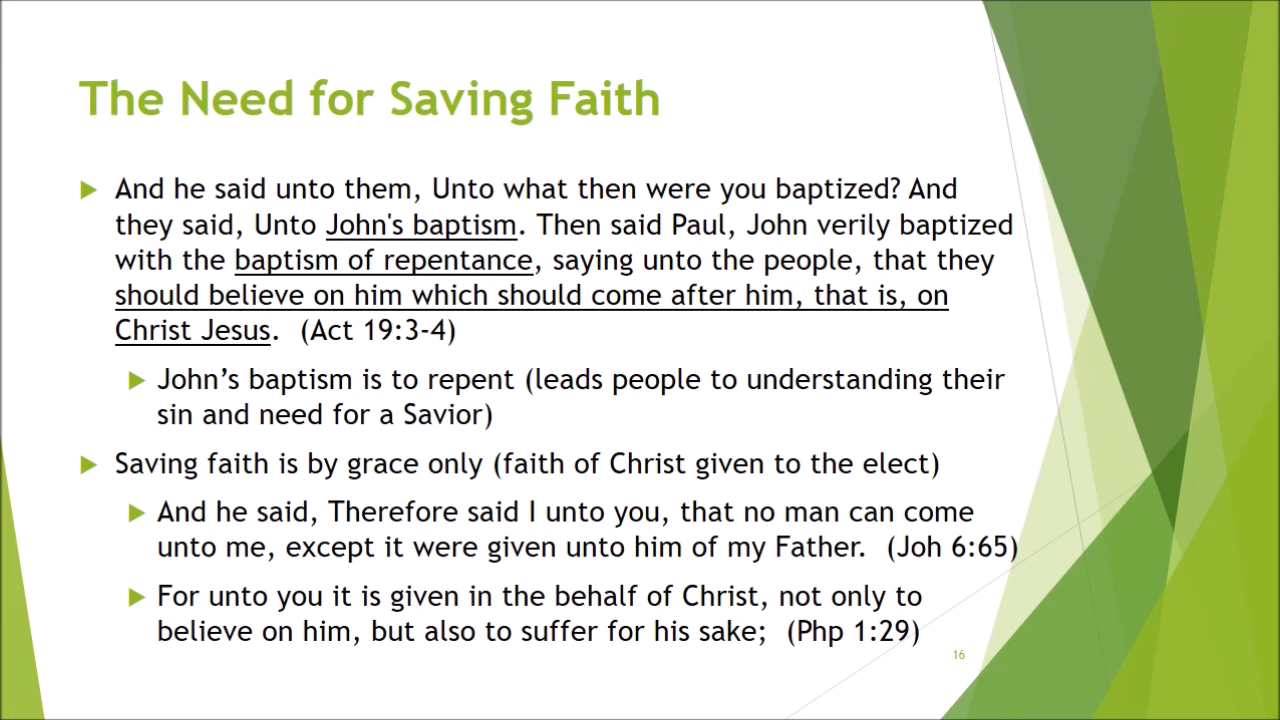 The Need for Saving Faith
And he said unto them, Unto what then were you baptized? And
they said, Unto John's baptism. Then said Paul, John verily baptized
with the baptism of repentance, saying unto the people, that they
should believe on him which should come after him, that is, on
Christ Jesus. (Act 19:3-4)
John’s baptism is to repent (leads people to understanding their
sin and need for a Savior)
Saving faith is by grace only (faith of Christ given to the elect)
And he said, Therefore said I unto you, that no man can come
unto me, except it were given unto him of my Father. (Joh 6:65)
For unto you it is given in the behalf of Christ, not only to
believe on him, but also to suffer for his sake; (Php 1:29)
16